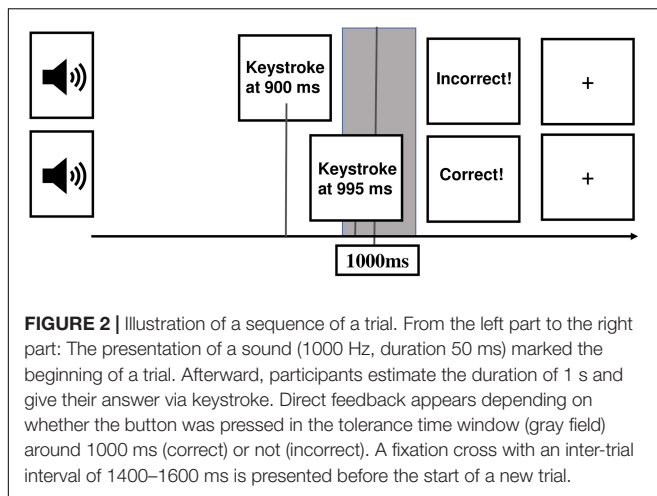 Keystroke
at 900 ms
Incorrect!
+
Keystroke
at 995 ms
Correct!
+
1000ms
FIGURE 2 | Illustration of a sequence of a trial. From the left part to the right
part: The presentation of a sound (1000 Hz, duration 50 ms) marked the
beginning of a trial. Afterward, participants estimate the duration of 1 s and
give their answer via keystroke. Direct feedback appears depending on
whether the button was pressed in the tolerance time window (gray field)
around 1000 ms (correct) or not (incorrect). A fixation cross with an inter-trial
interval of 1400–1600 ms is presented before the start of a new trial.